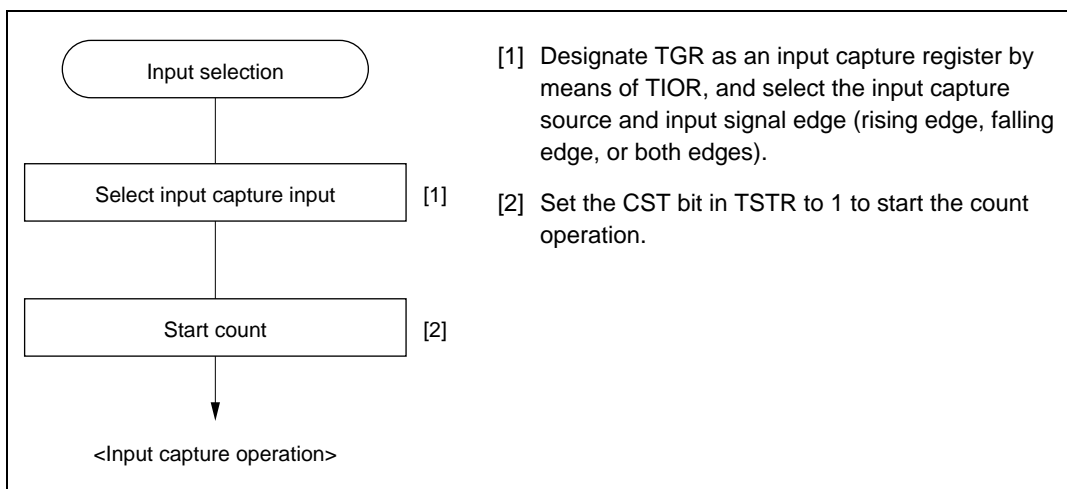 Input selection
Select input capture input [1]
Start count [2]
<Input capture operation>
[1] Designate TGR as an input capture register by
means of TIOR, and select the input capture
source and input signal edge (rising edge, falling
edge, or both edges).
[2] Set the CST bit in TSTR to 1 to start the count
operation.